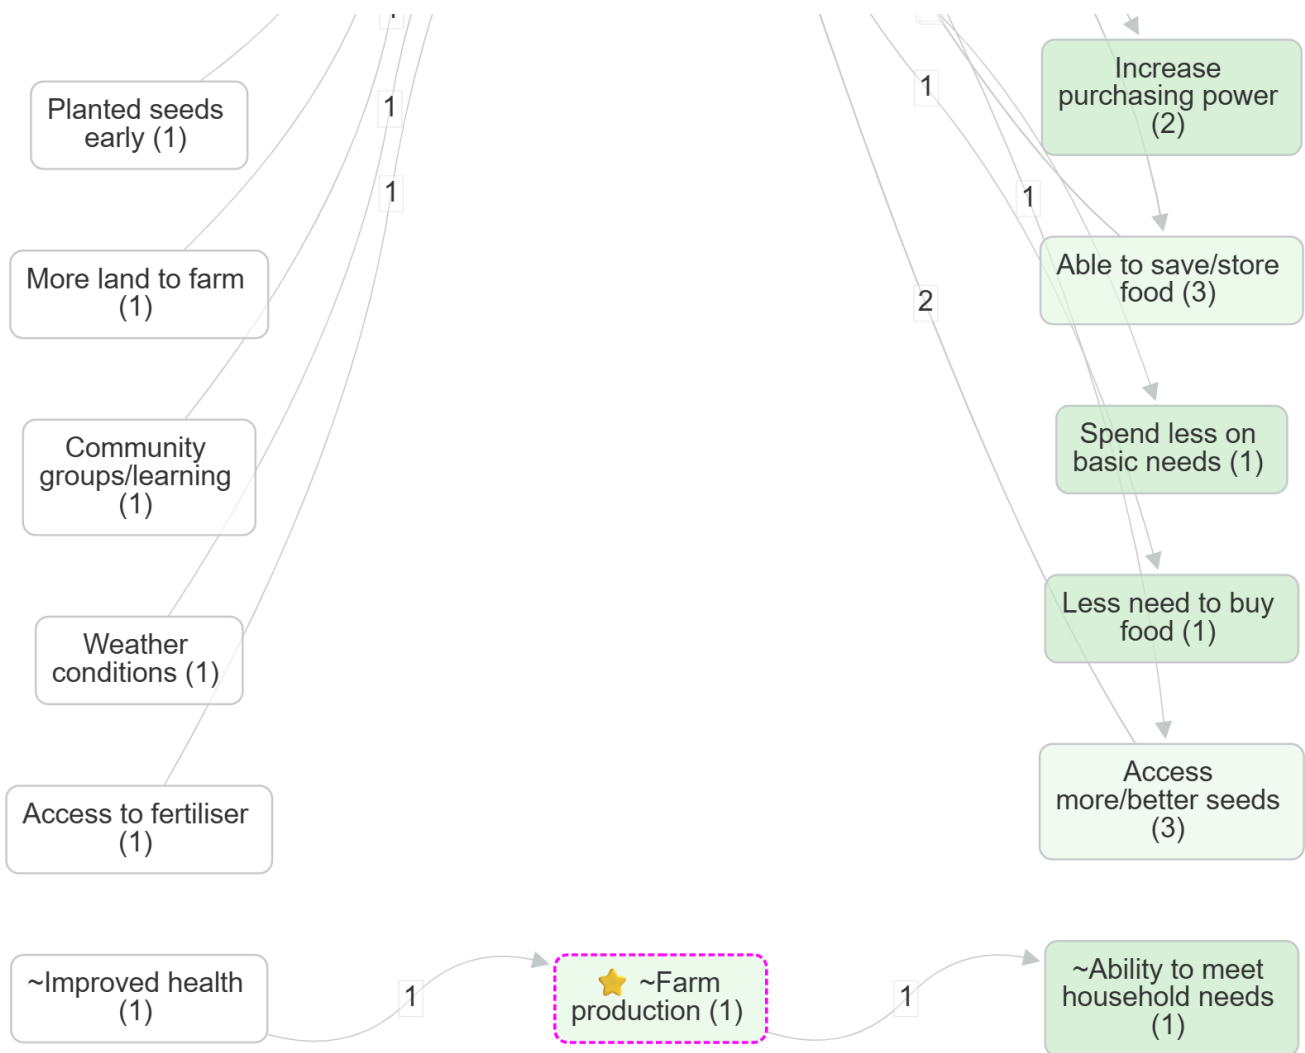 1
Increase
purchasing power
(2)
1
Planted seeds
early (1)
1
1
1
More land to farm
(1)
Able to save/store
food (3)
2
Community
groups/learning
(1)
Spend less on
basic needs (1)
Weather
conditions (1)
Less need to buy
food (1)
Access to fertiliser
(1)
Access
more/better seeds
(3)
~Improved health
(1)
1
~Farm
production (1)
1
~Ability to meet
household needs
(1)